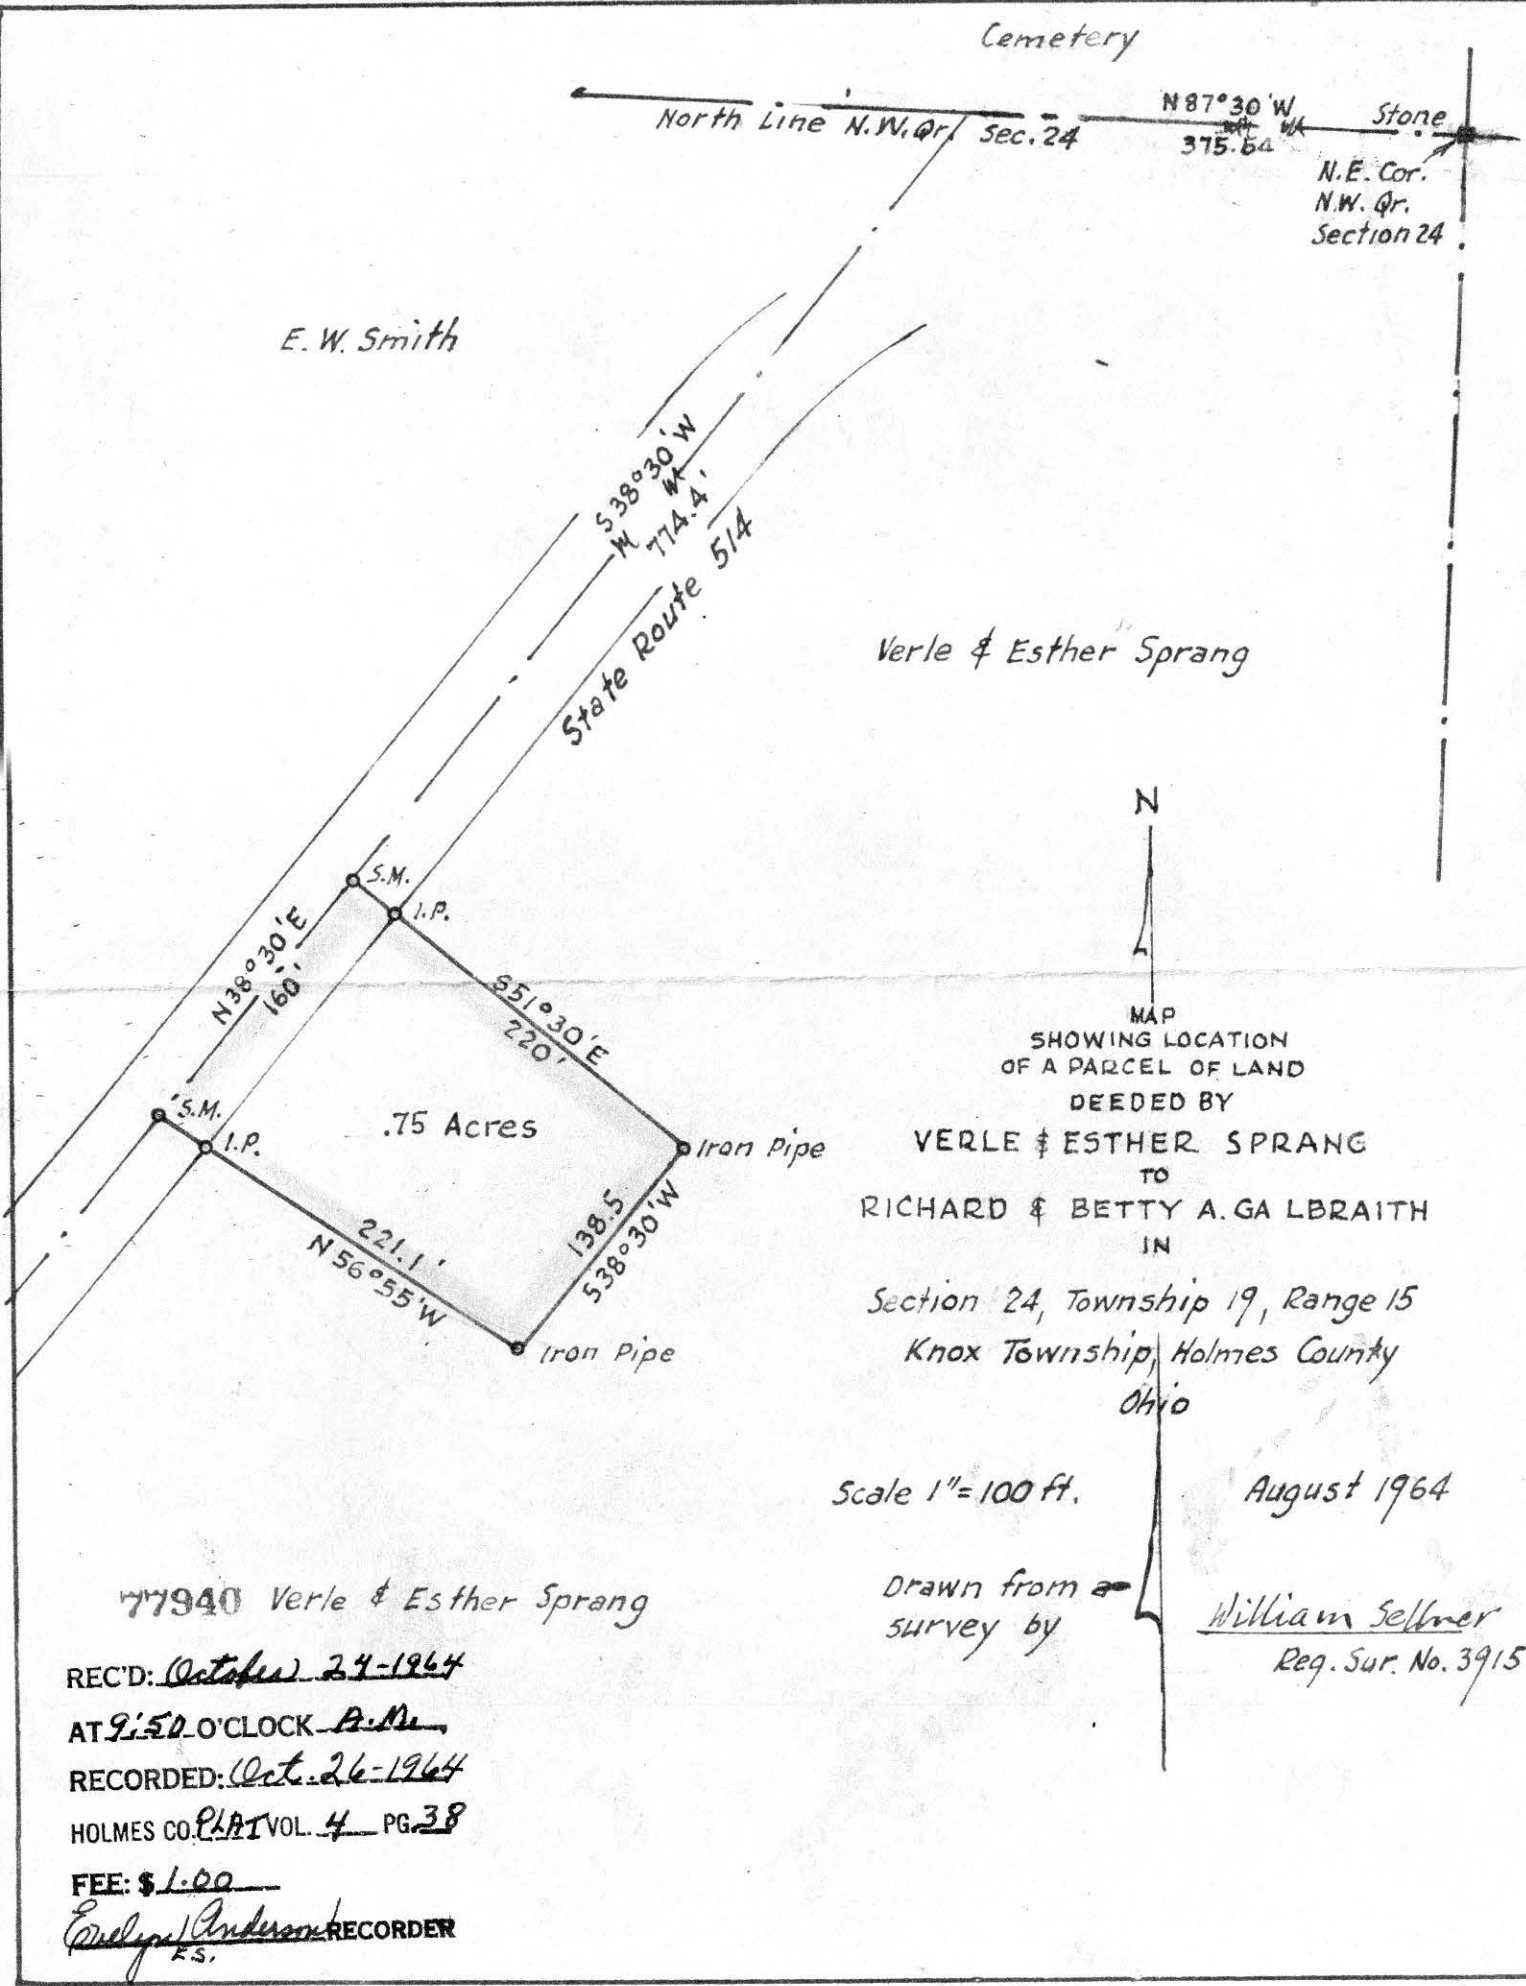 Cemetery
N 87°30'W
375.64
North Line N.W.Qr. Sec. 24
Stone
N.E. Cor.
N.W. Qr.
Section 24
E. W. Smith
S38°30'W
774.4'
State Route 514
Verle & Esther Sprang
N
S.M.
I.P.
N38°30'E
160'
S51°30'E
220'
S.M.
I.P.
.75 Acres
Iron Pipe
138.5
S38°30'W
221.1'
N 56°55'W
Iron Pipe
MAP
SHOWING LOCATION
OF A PARCEL OF LAND
DEEDED BY
VERLE & ESTHER SPRANG
TO
RICHARD & BETTY A. GALBRAITH
IN
Section 24, Township 19, Range 15
Knox Township, Holmes County
Ohio
Scale 1"=100 ft.
August 1964
Drawn from a
survey by
William Sellner
Reg. Sur. No. 3915
77940 Verle & Esther Sprang
REC'D: October 24-1964
AT 9:50 O'CLOCK A.M.
RECORDED: Oct. 26-1964
HOLMES CO. PLAT VOL. 4 PG. 38
FEE: $ 1.00
Evelyn Anderson RECORDER
E.S.